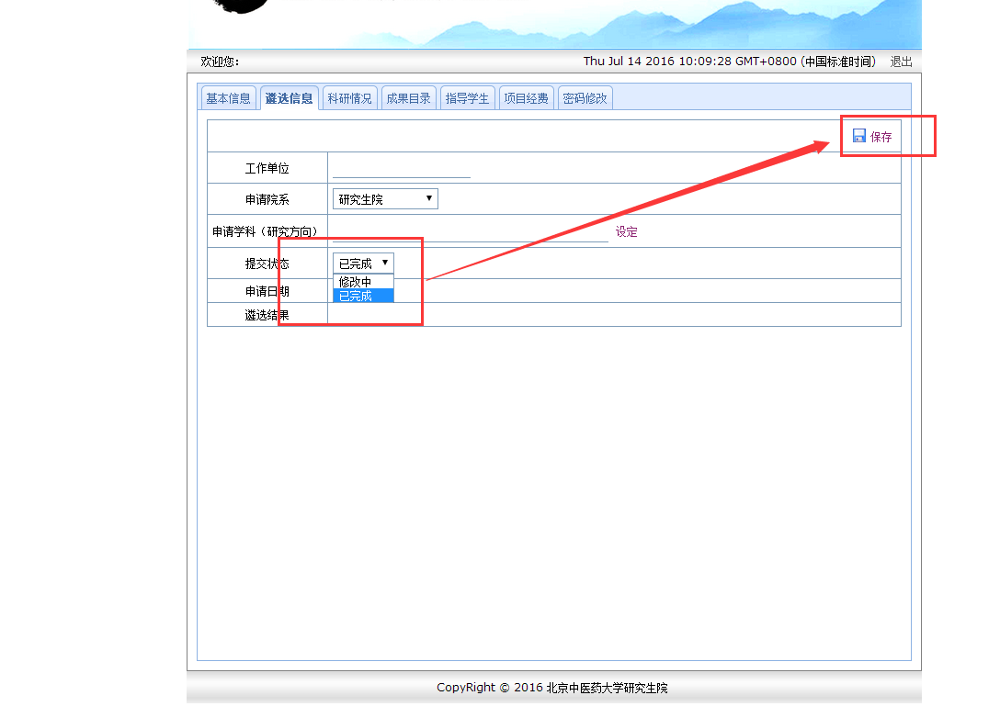 欢迎您： Thu Jul 14 2016 10:09:28 GMT+0800 (中国标准时间) 退出
基本信息 遴选信息 科研情况 成果目录 指导学生 项目经费 密码修改
保存
工作单位
申请院系 研究生院
申请学科（研究方向） 设定
提交状态 已完成
修改中
申请日期 已完成
遴选结果
CopyRight © 2016 北京中医药大学研究生院